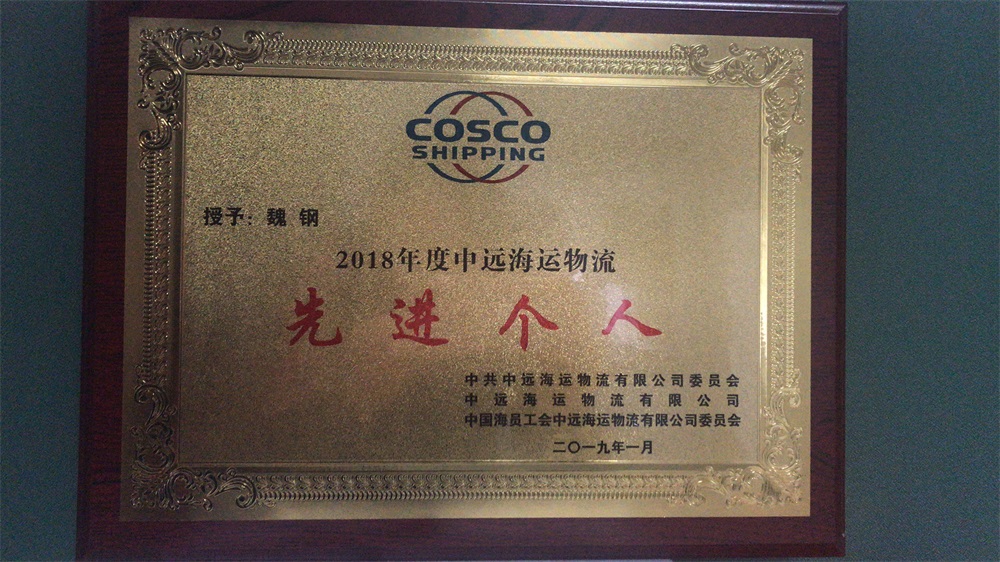 COSCO
SHIPPING
授予：魏 钢
2018年度中远海运物流
先进个人
中共中远海运物流有限公司委员会
中远海运物流有限公司
中国海员工会中远海运物流有限公司委员会
二〇一九年一月